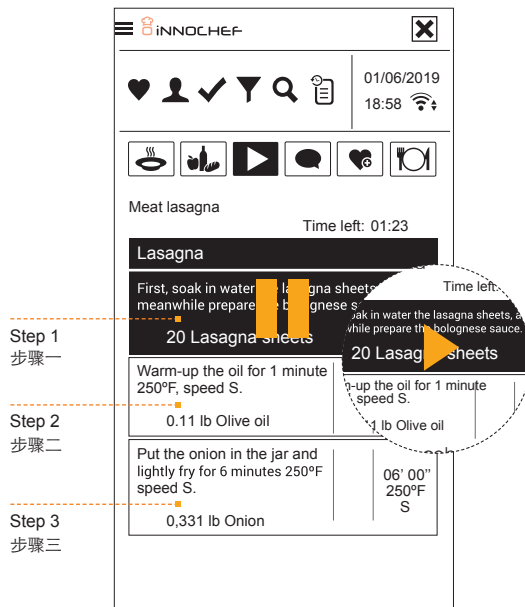 iNNOCHEF
01/06/2019
18:58
Meat lasagna
Time left: 01:23
Lasagna
First, soak in water the lasagna sheets
meanwhile prepare the bolognese
20 Lasagna sheets
Time left:
soak in water the lasagna sheets,
while prepare the bolognese sauce.
20 Lasagna sheets
Step 1
步骤一
Warm-up the oil for 1 minute
250ºF, speed S.
0.11 lb Olive oil
-up the oil for 1 minute
speed S.
lb Olive oil
Step 2
步骤二
Put the onion in the jar and
lightly fry for 6 minutes 250ºF
speed S.
0,331 lb Onion
06’ 00’’
250ºF
S
Step 3
步骤三